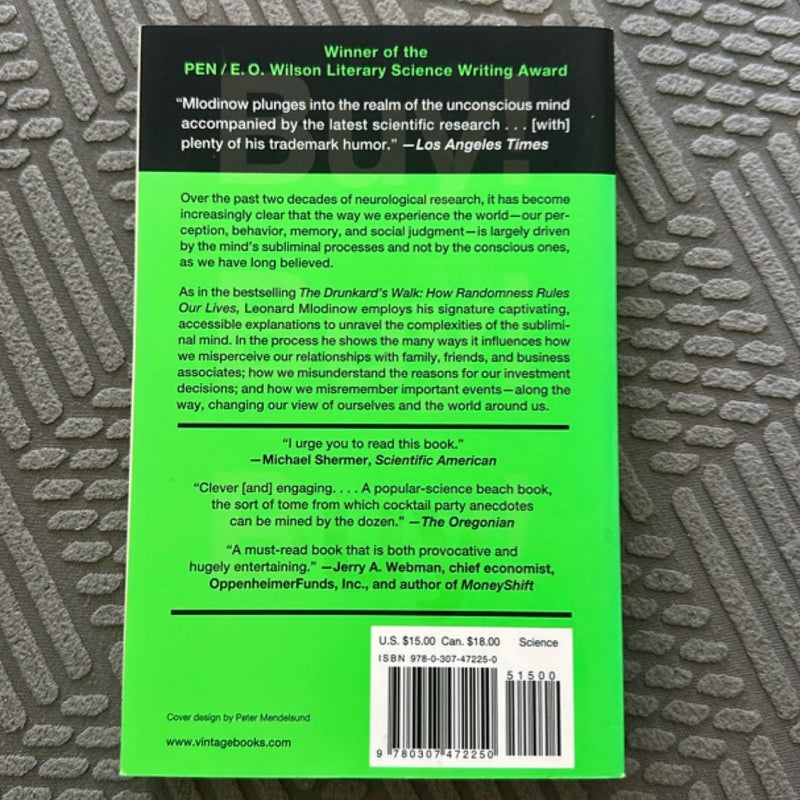 Winner of the
PEN / E. O. Wilson Literary Science Writing Award
“Mlodinow plunges into the realm of the unconscious mind
accompanied by the latest scientific research . . . [with]
plenty of his trademark humor.” —Los Angeles Times
Buy!
Over the past two decades of neurological research, it has become
increasingly clear that the way we experience the world—our per-
ception, behavior, memory, and social judgment—is largely driven
by the mind’s subliminal processes and not by the conscious ones,
as we have long believed.
As in the bestselling The Drunkard’s Walk: How Randomness Rules
Our Lives, Leonard Mlodinow employs his signature captivating,
accessible explanations to unravel the complexities of the sublimi-
nal mind. In the process he shows the many ways it influences how
we misperceive our relationships with family, friends, and business
associates; how we misunderstand the reasons for our investment
decisions; and how we misremember important events—along the
way, changing our view of ourselves and the world around us.
“I urge you to read this book.”
—Michael Shermer, Scientific American
“Clever [and] engaging. . . . A popular-science beach book,
the sort of tome from which cocktail party anecdotes
can be mined by the dozen.” —The Oregonian
“A must-read book that is both provocative and
hugely entertaining.” —Jerry A. Webman, chief economist,
OppenheimerFunds, Inc., and author of MoneyShift
U.S. $15.00 Can. $18.00 Science
ISBN 978-0-307-47225-0
51500
9 780307 472250
Cover design by Peter Mendelsund
www.vintagebooks.com